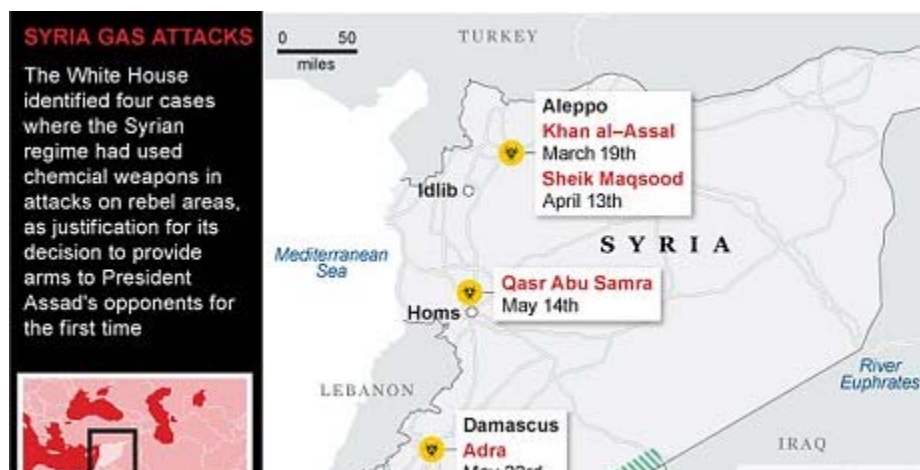 SYRIA GAS ATTACKS
The White House
identified four cases
where the Syrian
regime had used
chemcial weapons in
attacks on rebel areas,
as justification for its
decision to provide
arms to President
Assad's opponents for
the first time
0 50
miles
TURKEY
Aleppo
Khan al–Assal
March 19th
Sheik Maqsood
April 13th
Idlib
SYRIA
Mediterranean
Sea
Qasr Abu Samra
May 14th
Homs
River
Euphrates
LEBANON
Damascus
Adra
May 23rd
IRAQ